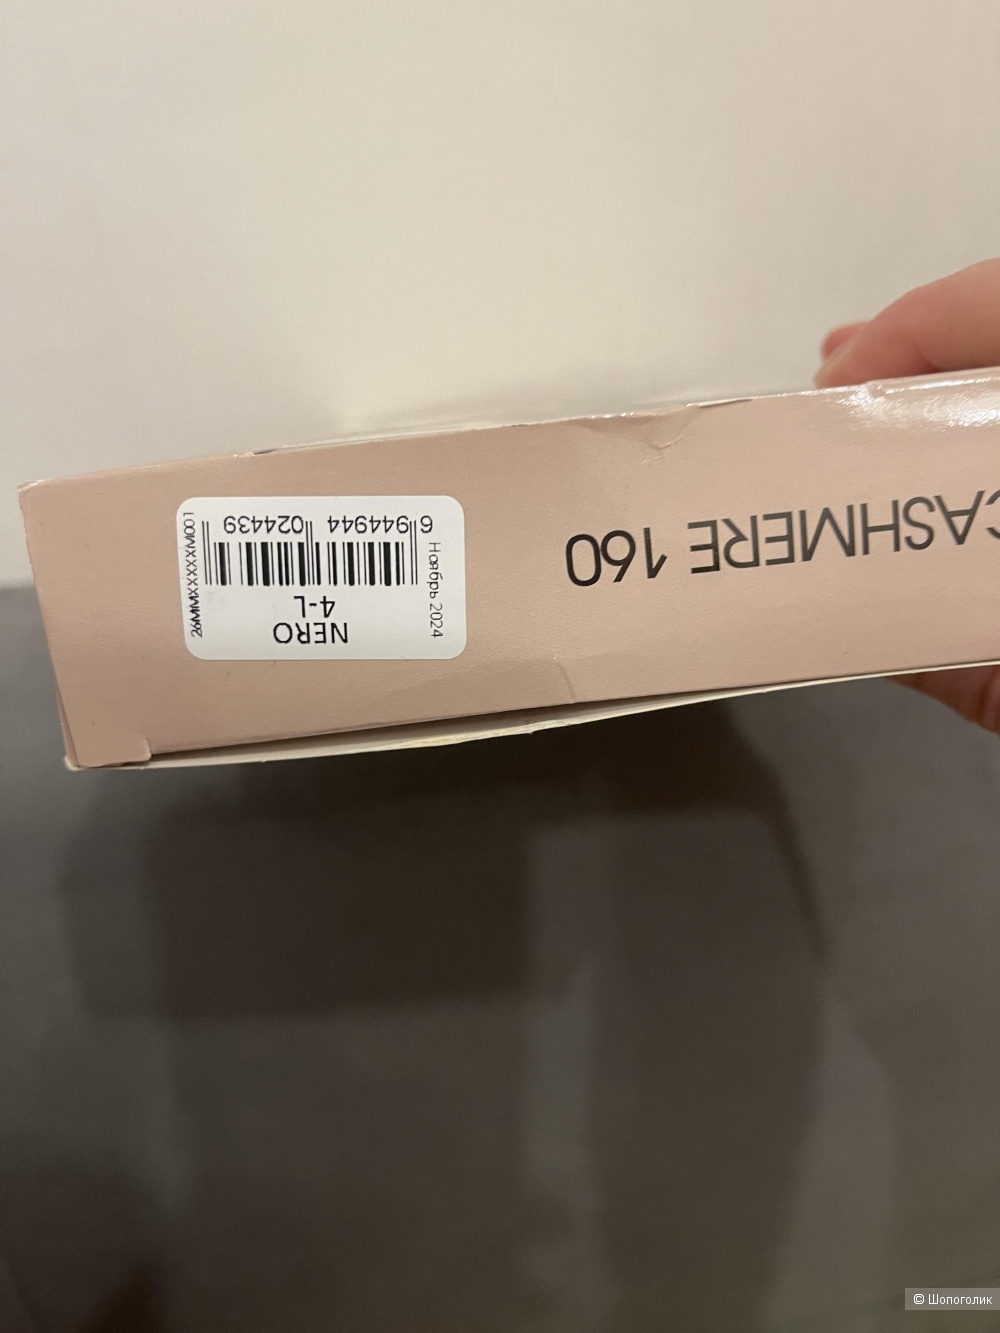 CASHMERE 160
NERO
4-L
6 944944 024439
Ноябрь 2024
26MMXXXXXM001
© Шопоголик